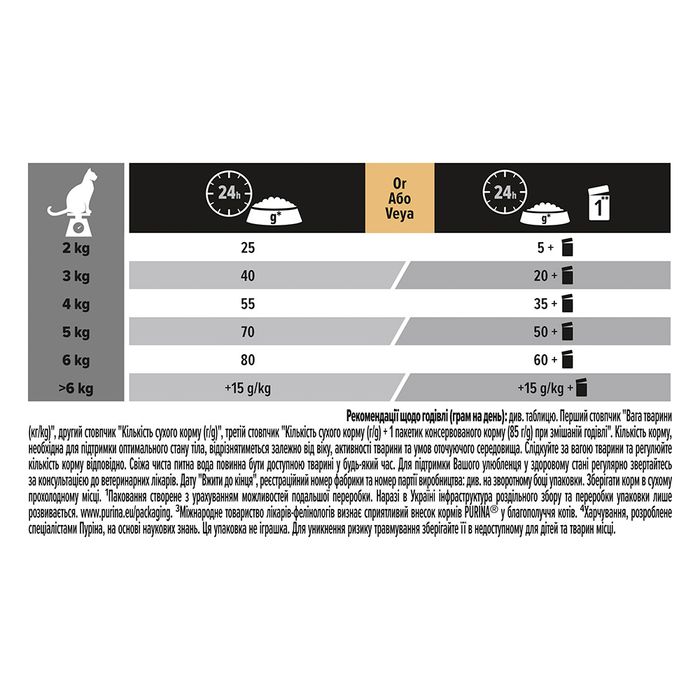 24h g* Or Або Veya 24h g* 1**
2 kg 25 5 +
3 kg 40 20 +
4 kg 55 35 +
5 kg 70 50 +
6 kg 80 60 +
>6 kg +15 g/kg +15 g/kg +
Рекомендації щодо годівлі (грам на день): див. таблицю. Перший стовпчик "Вага тварини
(кг/kg)", другий стовпчик "Кількість сухого корму (г/g)", третій стовпчик "Кількість сухого корму (г/g) + 1 пакетик консервованого корму (85 г/g) при змішаній годівлі". Кількість корму,
необхідна для підтримки оптимального стану тіла, відрізнятиметься залежно від віку, активності тварини та умов оточуючого середовища. Слідкуйте за вагою тварини та регулюйте
кількість корму відповідно. Свіжа чиста питна вода повинна бути доступною тварині у будь-який час. Для підтримки Вашого улюбленця у здоровому стані регулярно звертайтесь
за консультацією до ветеринарних лікарів. Дату "Вжити до кінця", реєстраційний номер фабрики та номер партії виробництва: див. на зворотному боці упаковки. Зберігати корм в сухому
прохолодному місці. ¹Паковання створене з урахуванням можливостей подальшої переробки. Наразі в Україні інфраструктура роздільного збору та переробки упаковки лише
розвивається. www.purina.eu/packaging. ³Міжнародне товариство лікарів-фелінологів визнає сприятливий внесок кормів PURINA® у благополуччя котів. ⁴Харчування, розроблене
спеціалістами Пуріна, на основі наукових знань. Ця упаковка не іграшка. Для уникнення ризику травмування зберігайте її в недоступному для дітей та тварин місці.